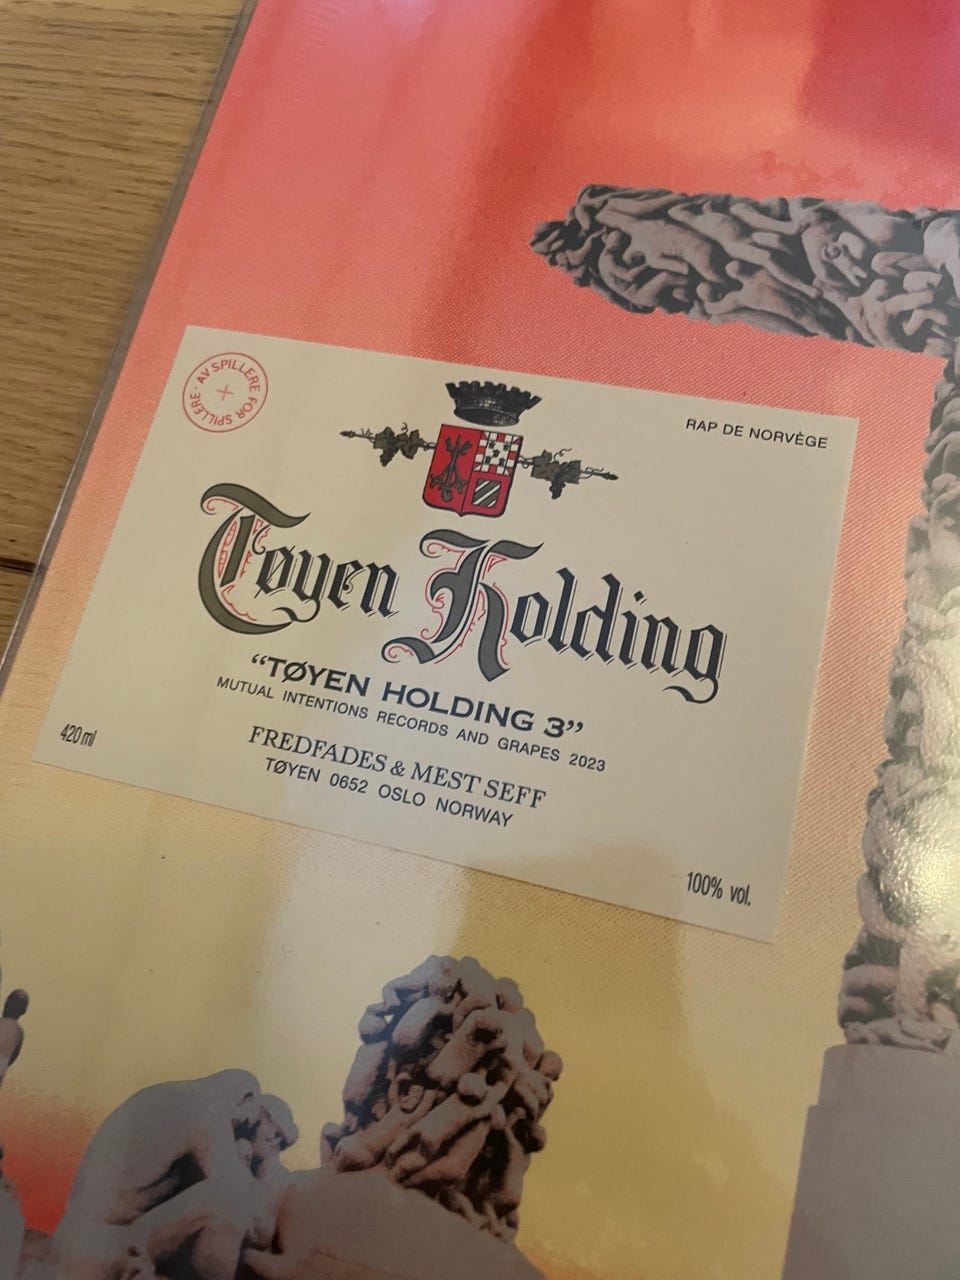 AV SPILLERE FOR SPILLERE
RAP DE NORVÈGE
Tøyen Holding
“TØYEN HOLDING 3”
MUTUAL INTENTIONS RECORDS AND GRAPES 2023
FREDFADES & MEST SEFF
TØYEN 0652 OSLO NORWAY
420 ml
100% vol.